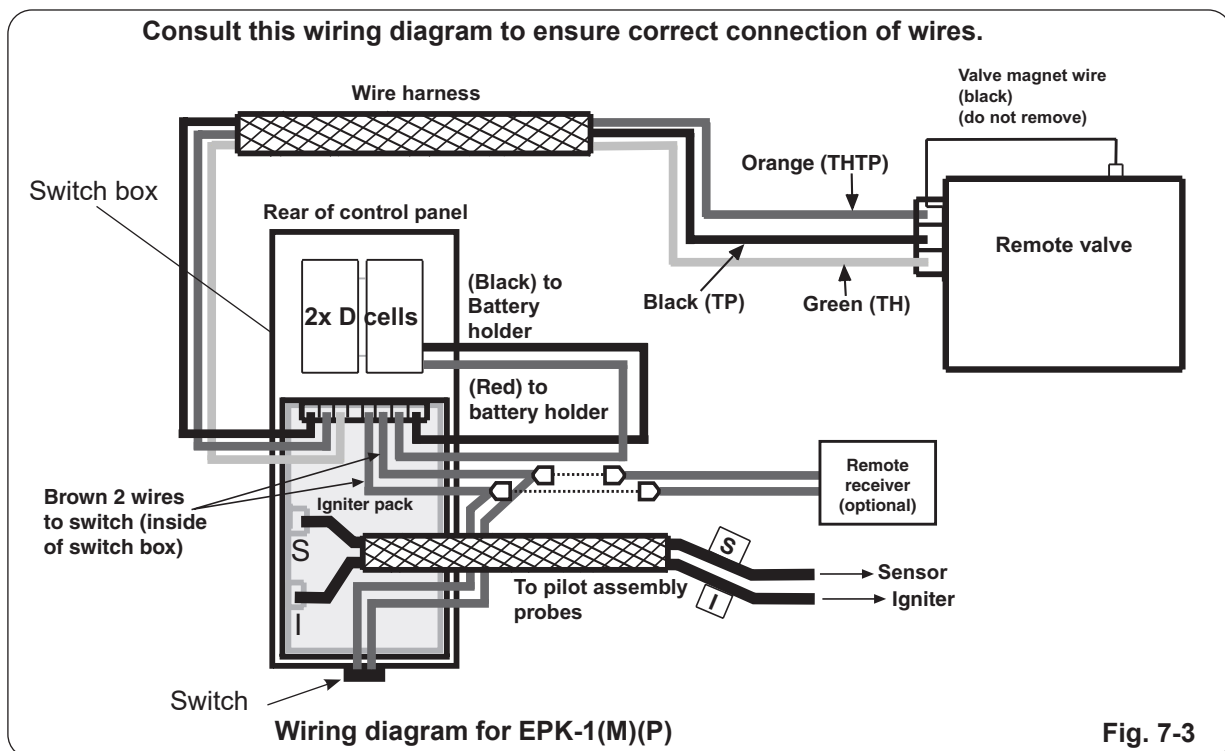 Consult this wiring diagram to ensure correct connection of wires.
Valve magnet wire
(black)
(do not remove)
Wire harness
Orange (THTP)
Switch box
Rear of control panel
Remote valve
(Black) to
Battery
holder
2x D cells
Black (TP)
Green (TH)
(Red) to
battery holder
Brown 2 wires
to switch (inside
of switch box)
Igniter pack
Remote
receiver
(optional)
S
I
S
I
To pilot assembly
probes
Sensor
Igniter
Switch
Wiring diagram for EPK-1(M)(P)
Fig. 7-3